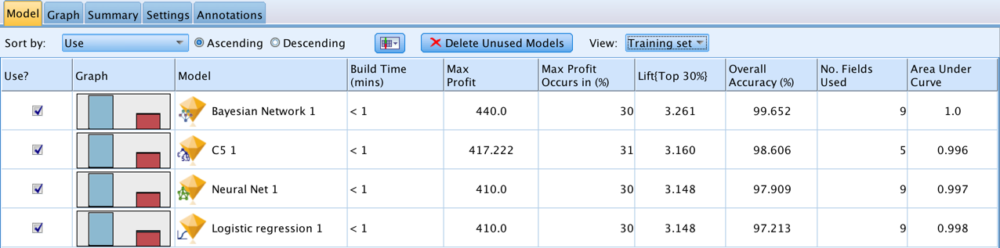 Model Graph Summary Settings Annotations
Sort by: Use Ascending Descending Delete Unused Models View: Training set
Use? Graph Model Build Time (mins) Max Profit Max Profit Occurs in (%) Lift{Top 30%} Overall Accuracy (%) No. Fields Used Area Under Curve
Bayesian Network 1 < 1 440.0 30 3.261 99.652 9 1.0
C5 1 < 1 417.222 31 3.160 98.606 5 0.996
Neural Net 1 < 1 410.0 30 3.148 97.909 9 0.997
Logistic regression 1 < 1 410.0 30 3.148 97.213 9 0.998